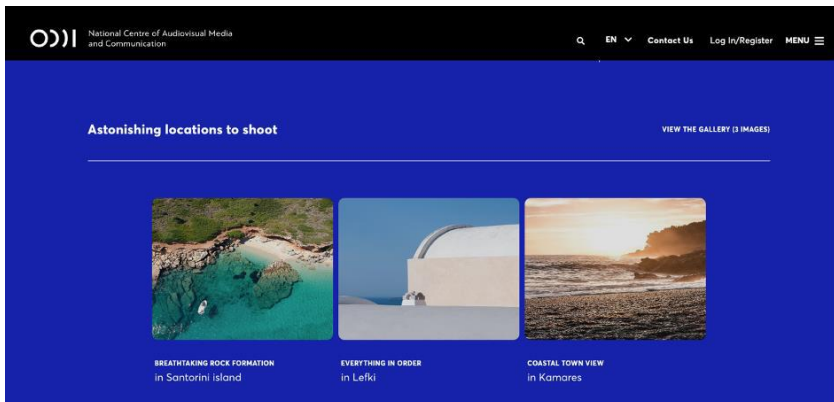 National Centre of Audiovisual Media
and Communication
EN
Contact Us
Log In/Register
MENU
Astonishing locations to shoot
VIEW THE GALLERY (3 IMAGES)
BREATHTAKING ROCK FORMATION
in Santorini island
EVERYTHING IN ORDER
in Lefki
COASTAL TOWN VIEW
in Kamares